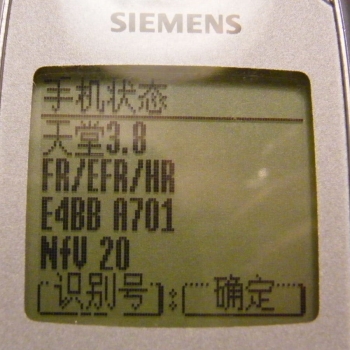 SIEMENS
手机状态
天堂3.8
FR/EFR/HR
E4BB A701
NfV 20
识别号 : 确定